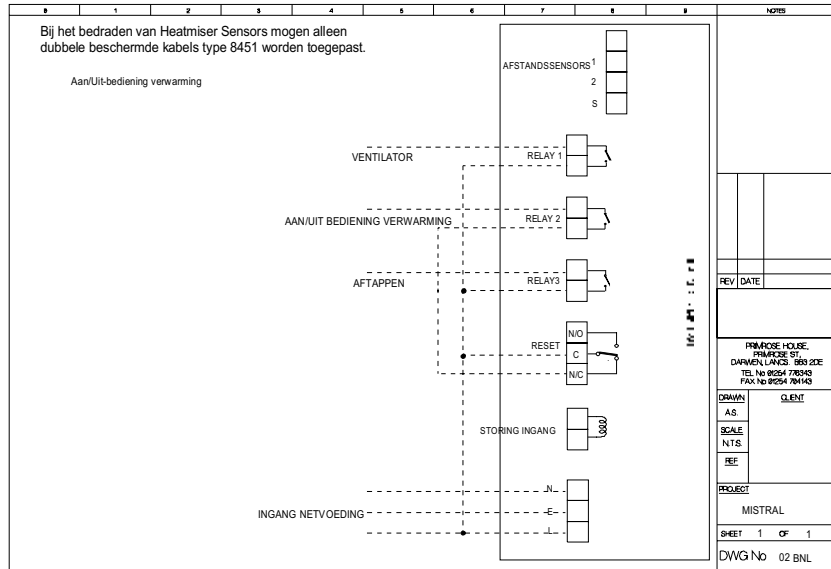 0 1 2 3 4 5 6 7 8 9 NOTES
Bij het bedraden van Heatmiser Sensors mogen alleen
dubbele beschermde kabels type 8451 worden toegepast.
Aan/Uit-bediening verwarming
AFSTANDSSENSORS 1
2
S
VENTILATOR RELAY 1
AAN/UIT BEDIENING VERWARMING RELAY 2
AFTAPPEN RELAY3
RESET N/O
C
N/C
STORING INGANG
INGANG NETVOEDING N
E
L
REV DATE
PRIMROSE HOUSE,
PRIMROSE ST,
DARWEN, LANCS. BB3 2DE
TEL No 01254 776343
FAX No 01254 704143
DRAWN CLIENT
A.S.
SCALE
N.T.S.
REF
PROJECT
MISTRAL
SHEET 1 OF 1
DWG No 02 BNL